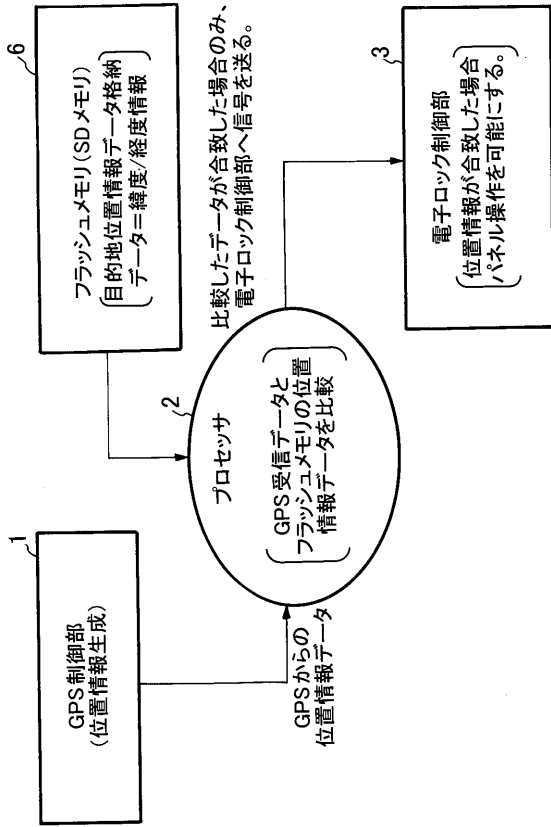 1
GPS制御部
(位置情報生成)
6
フラッシュメモリ(SDメモリ)
目的地位置情報データ格納
データ=緯度/経度情報
GPSからの
位置情報データ
2
プロセッサ
GPS受信データと
フラッシュメモリの位置
情報データを比較
比較したデータが合致した場合のみ、
電子ロック制御部へ信号を送る。
3
電子ロック制御部
位置情報が合致した場合
パネル操作を可能にする。